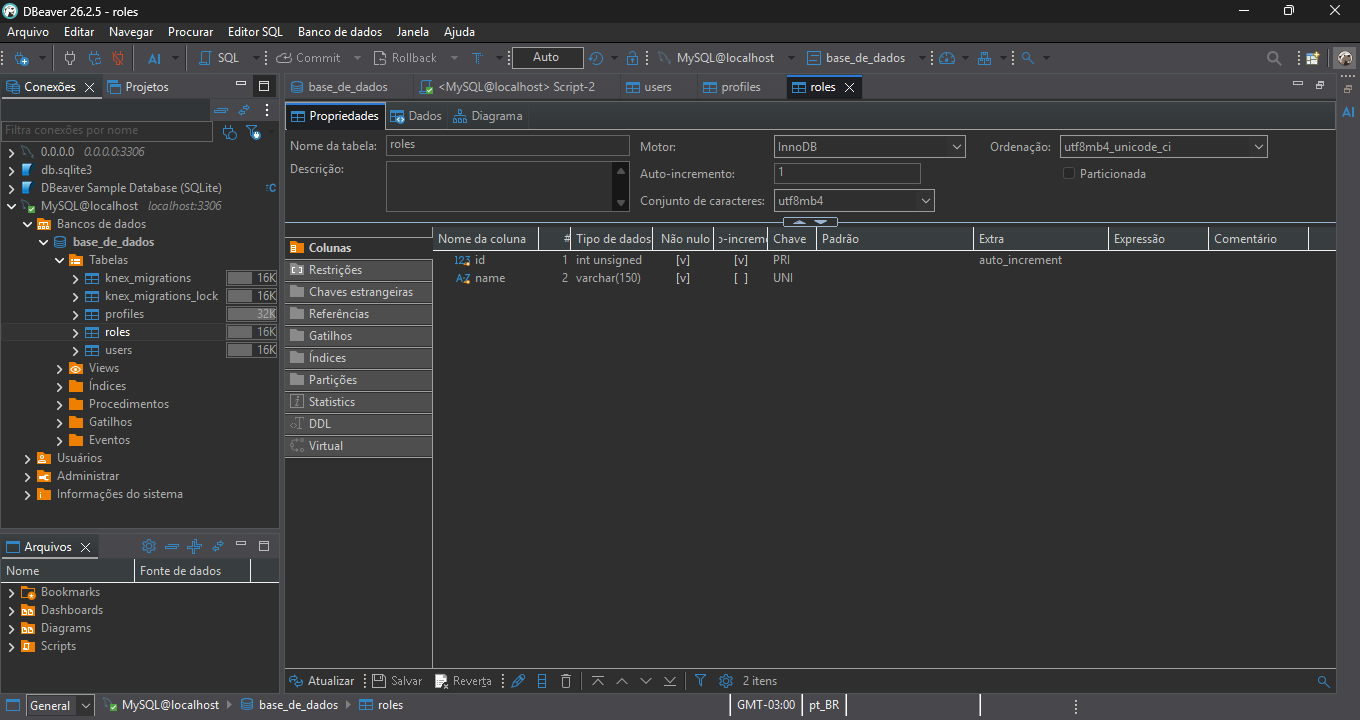 DBeaver 26.2.5 - roles
Arquivo Editar Navegar Procurar Editor SQL Banco de dados Janela Ajuda
AI SQL Commit Rollback T Auto MySQL@localhost base_de_dados
Conexões Projetos
Filtra conexões por nome
0.0.0.0 0.0.0.0:3306
db.sqlite3
DBeaver Sample Database (SQLite)
MySQL@localhost localhost:3306
Bancos de dados
base_de_dados
Tabelas
knex_migrations 16K
knex_migrations_lock 16K
profiles 32K
roles 16K
users 16K
Views
Índices
Procedimentos
Gatilhos
Eventos
Usuários
Administrar
Informações do sistema
Arquivos
Nome Fonte de dados
Bookmarks
Dashboards
Diagrams
Scripts
base_de_dados <MySQL@localhost> Script-2 users profiles roles
AI
Propriedades Dados Diagrama
Nome da tabela: roles Motor: InnoDB Ordenação: utf8mb4_unicode_ci
Descrição: Auto-incremento: 1 Particionada
Conjunto de caracteres: utf8mb4
Colunas
Restrições
Chaves estrangeiras
Referências
Gatilhos
Índices
Partições
Statistics
DDL
Virtual
Nome da coluna # Tipo de dados Não nulo o-increm Chave Padrão Extra Expressão Comentário
123 id 1 int unsigned [v] [v] PRI auto_increment
A-Z name 2 varchar(150) [v] [ ] UNI
Atualizar Salvar Reverta 2 itens
General MySQL@localhost base_de_dados roles GMT-03:00 pt_BR